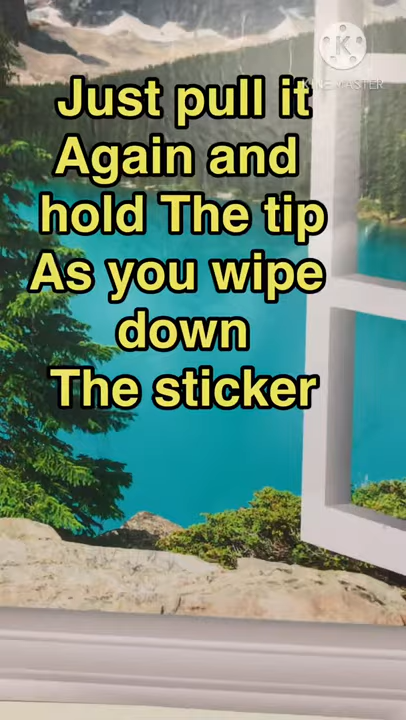 KINEMASTER
Just pull it
Again and
hold The tip
As you wipe
down
The sticker